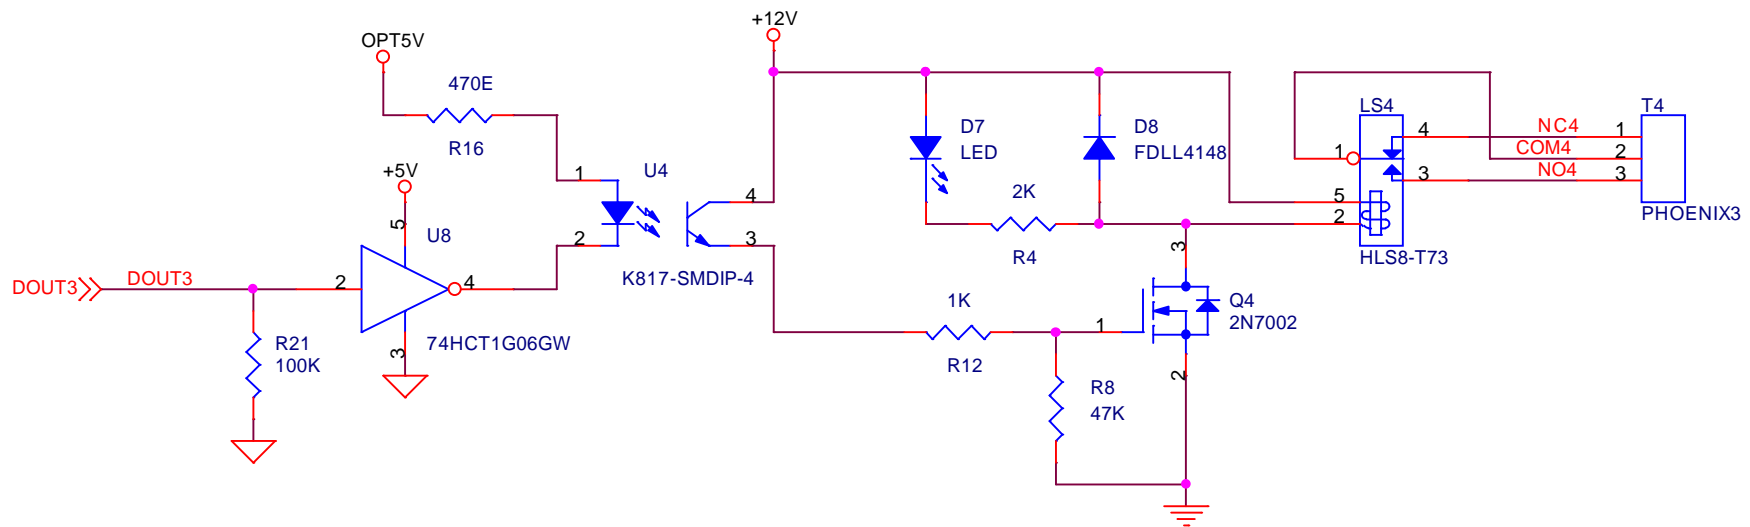 +12V
OPT5V
470E
R16
+5V
5
U8
1
U4
2
K817-SMDIP-4
4
3
DOUT3
DOUT3
2
4
3
74HCT1G06GW
R21
100K
D7
LED
D8
FDLL4148
2K
R4
1K
R12
1
3
2
Q4
2N7002
R8
47K
LS4
1
4
3
5
2
HLS8-T73
NC4
COM4
NO4
T4
1
2
3
PHOENIX3